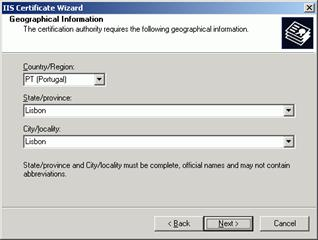 IIS Certificate Wizard
Geographical Information
The certification authority requires the following geographical information.
Country/Region:
PT (Portugal)
State/province:
Lisbon
City/locality:
Lisbon
State/province and City/locality must be complete, official names and may not contain
abbreviations.
< Back
Next >
Cancel